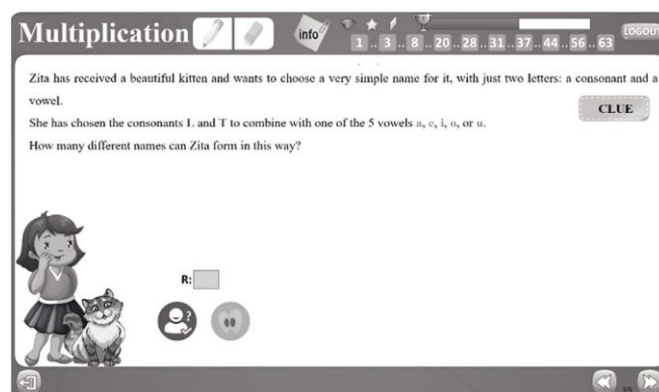 Multiplication
info
1 .. 3 .. 8 .. 20 .. 28 .. 31 .. 37 .. 44 .. 56 .. 63
LOGOUT
Zita has received a beautiful kitten and wants to choose a very simple name for it, with just two letters: a consonant and a
vowel.
CLUE
She has chosen the consonants L and T to combine with one of the 5 vowels a, e, i, o, or u.
How many different names can Zita form in this way?
R:
?
39